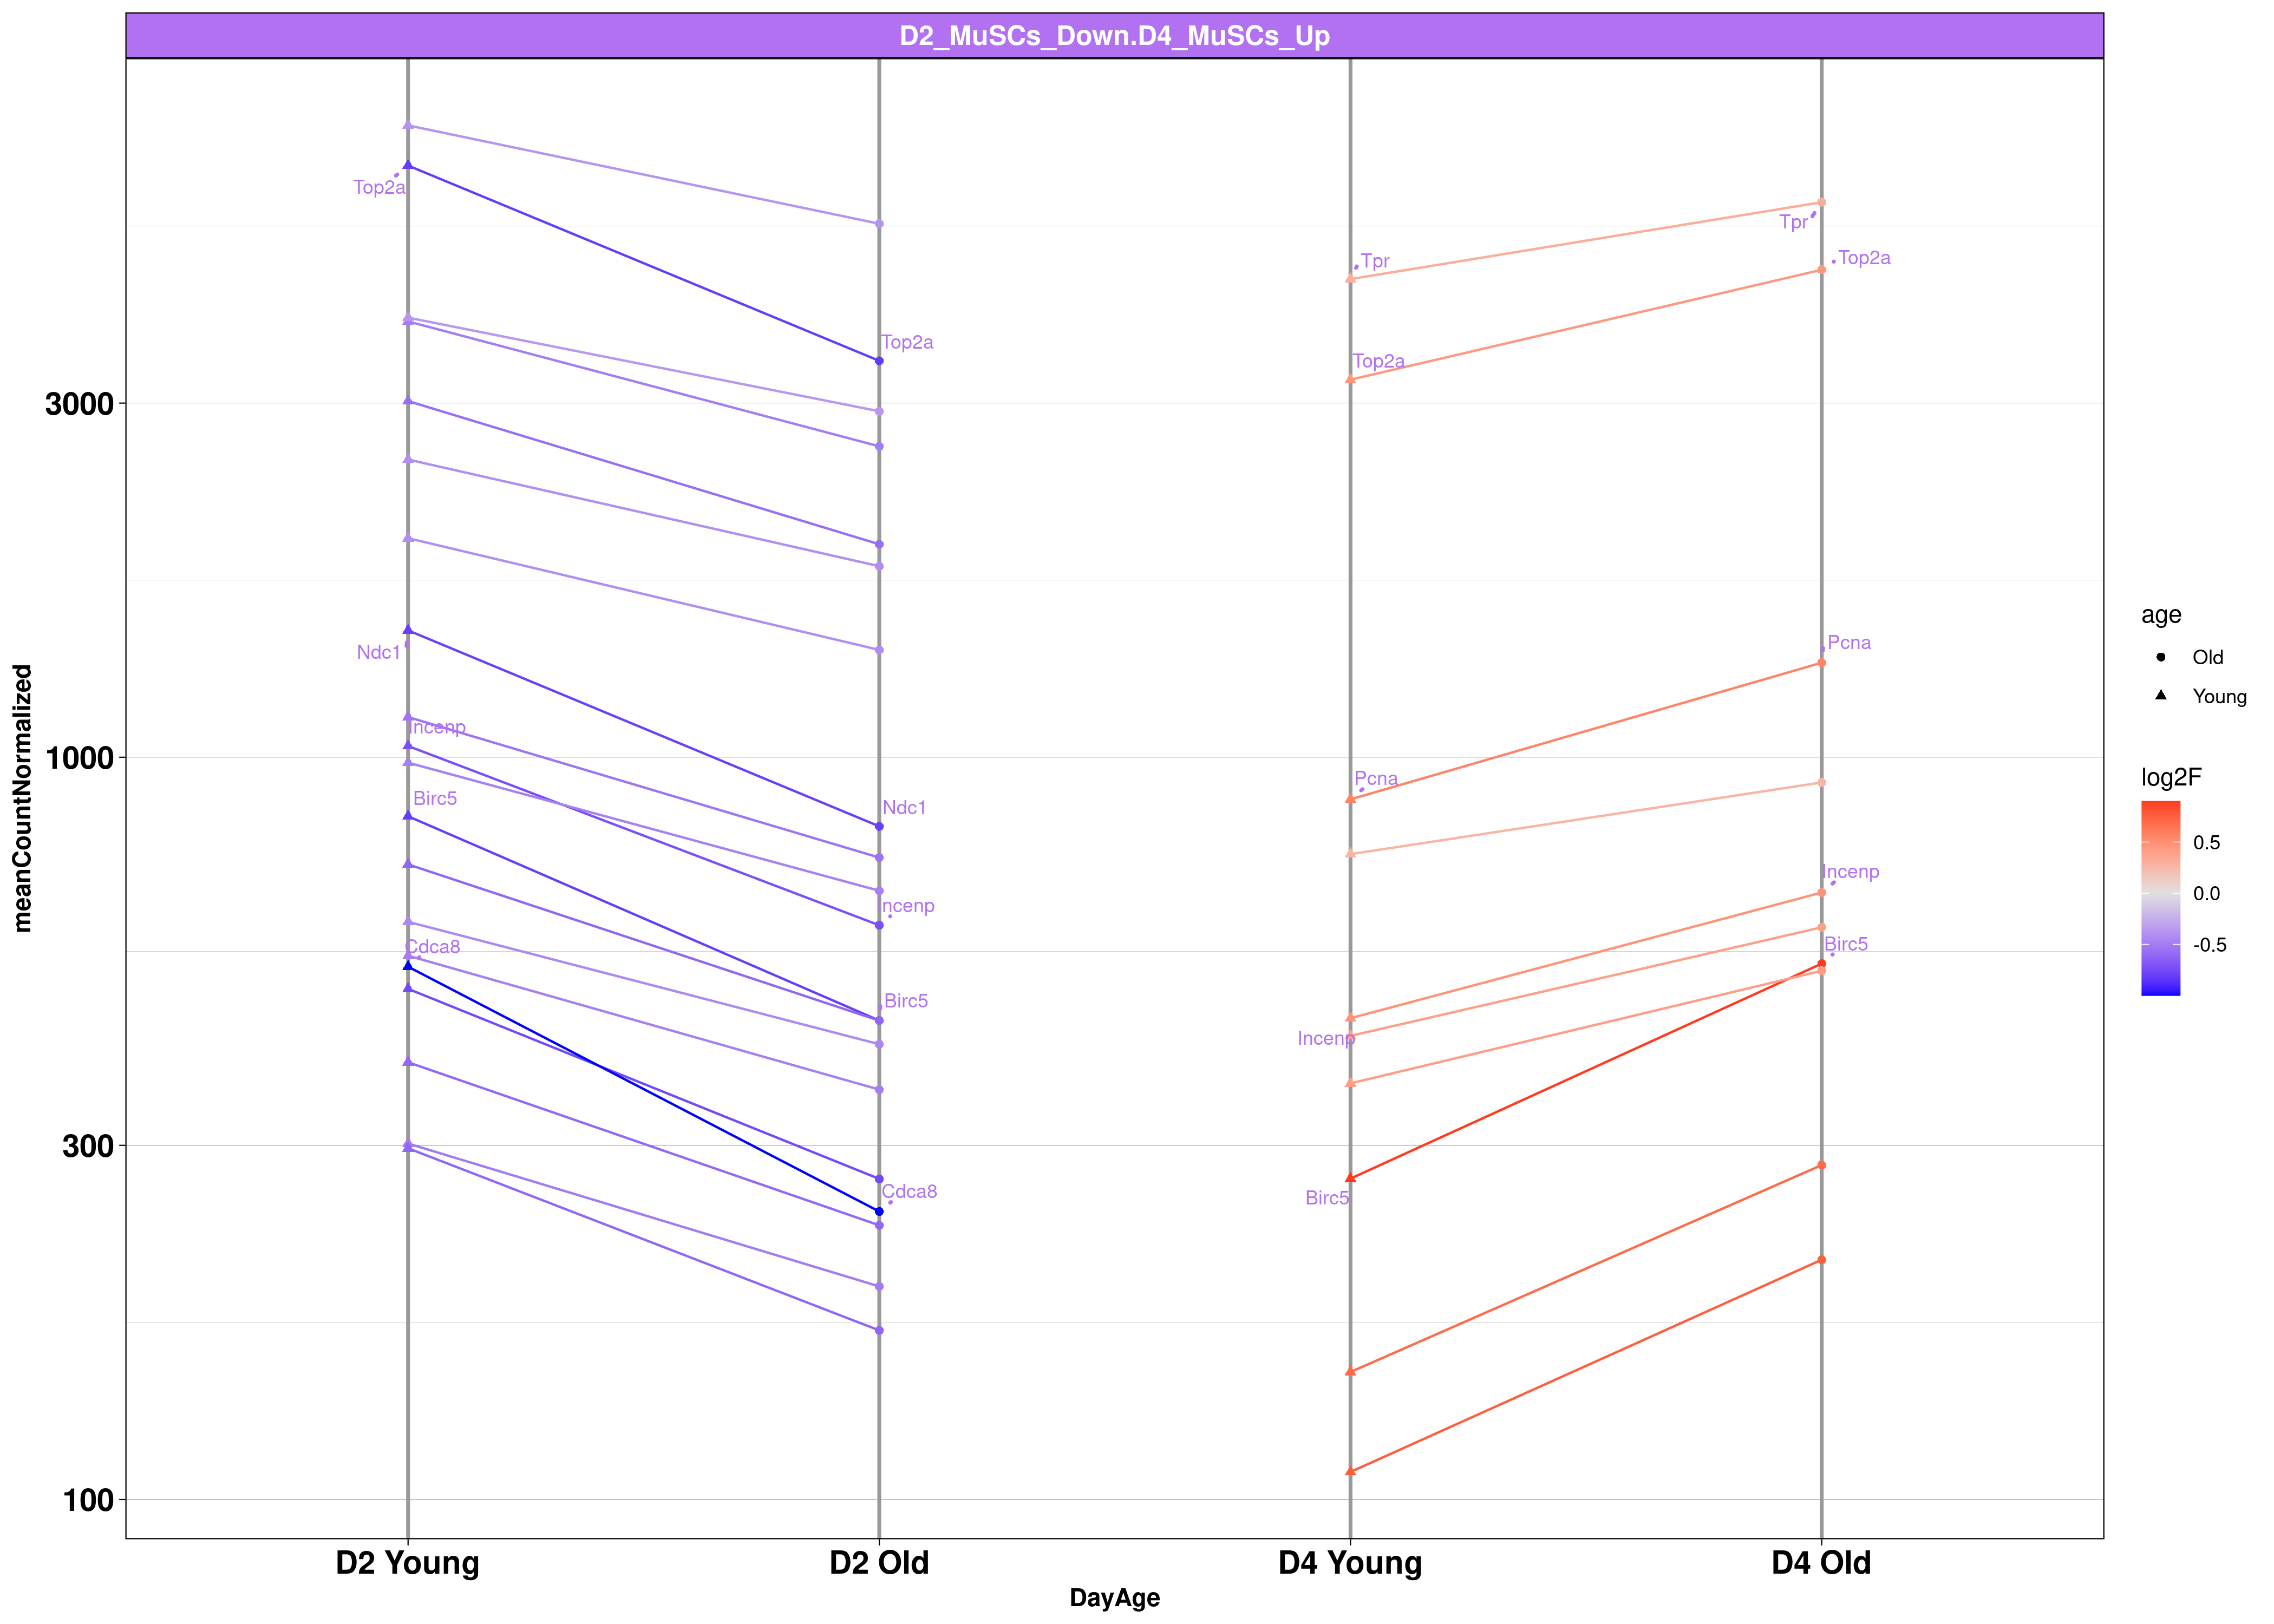 D2_MuSCs_Down.D4_MuSCs_Up
Top2a
Tpr
Tpr
Top2a
Top2a
Top2a
3000
Ndc1
Pcna
Incenp
1000
Pcna
Birc5
Ndc1
Incenp
Incenp
Cdca8
Birc5
Birc5
Incenp
300
Cdca8
Birc5
100
meanCountNormalized
D2 Young
D2 Old
D4 Young
D4 Old
DayAge
age
Old
Young
log2F
0.5
0.0
-0.5